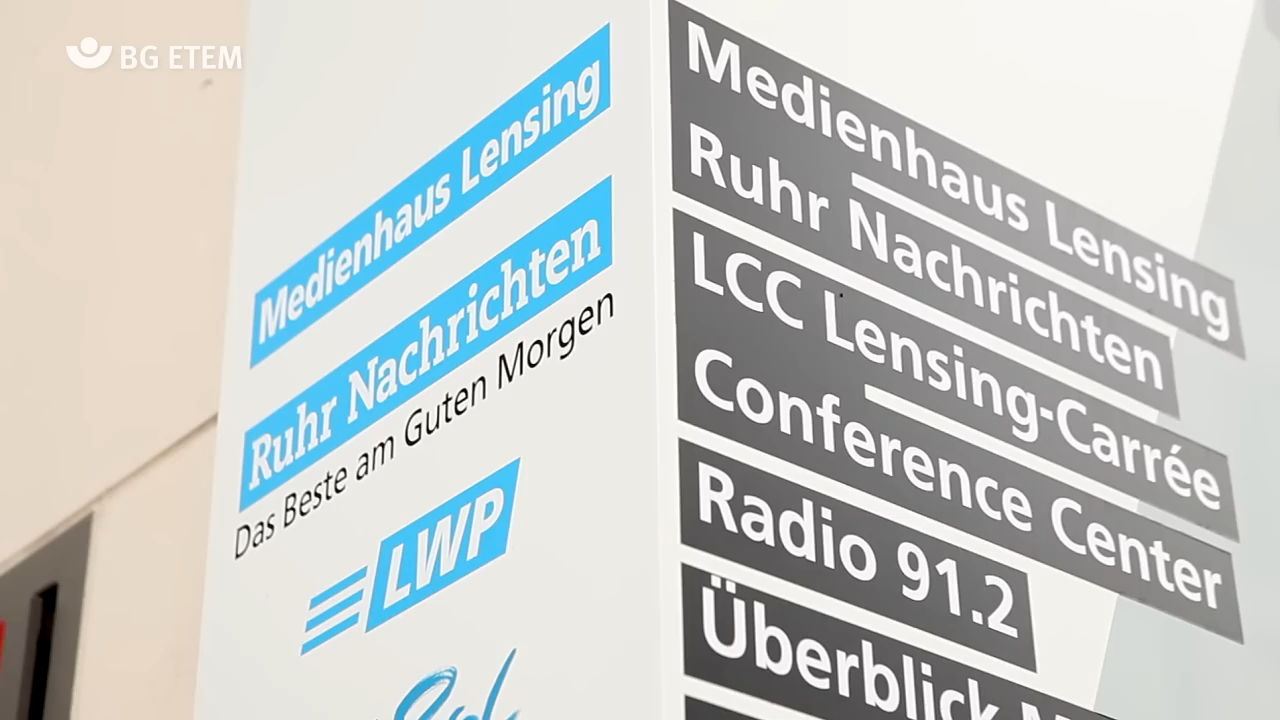 BG ETEM
Medienhaus Lensing
Ruhr Nachrichten
Das Beste am Guten Morgen
LWP
Medienhaus Lensing
Ruhr Nachrichten
LCC Lensing-Carrée
Conference Center
Radio 91.2
Überblick